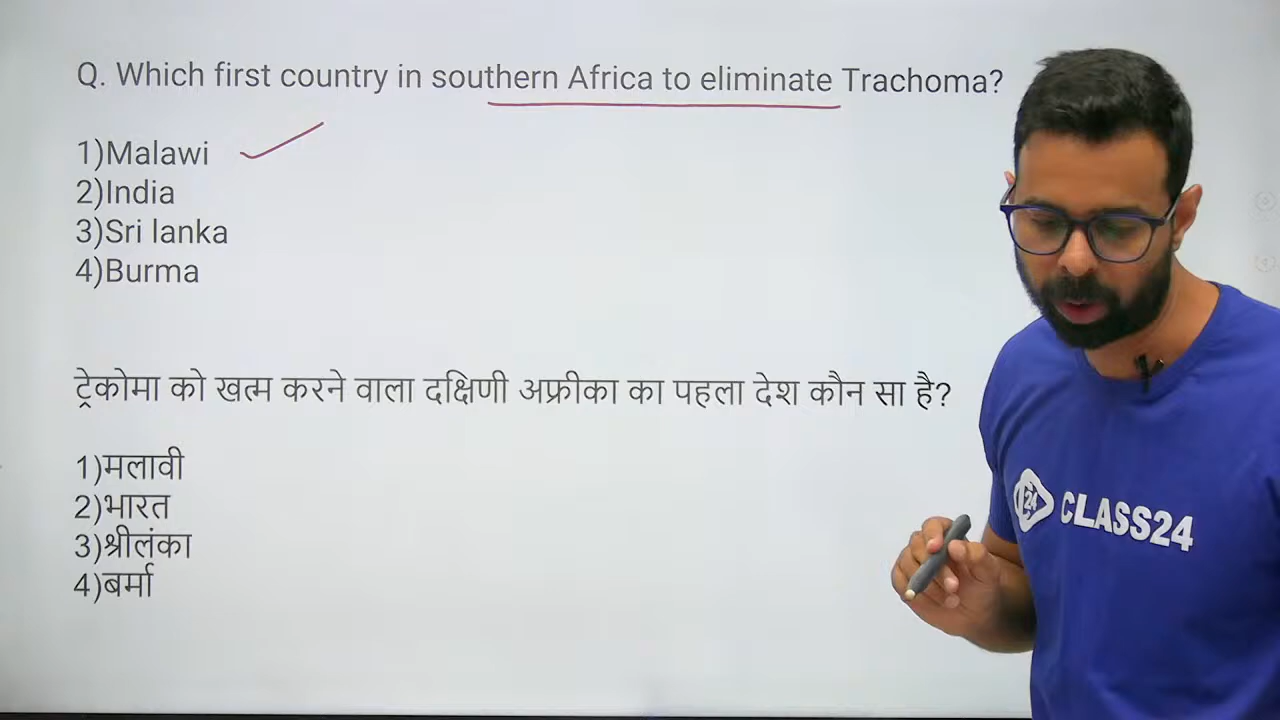 Q. Which first country in southern Africa to eliminate Trachoma?
1)Malawi
2)India
3)Sri lanka
4)Burma
ट्रेकोमा को खत्म करने वाला दक्षिणी अफ्रीका का पहला देश कौन सा है?
1)मलावी
2)भारत
3)श्रीलंका
4)बर्मा
24 CLASS24